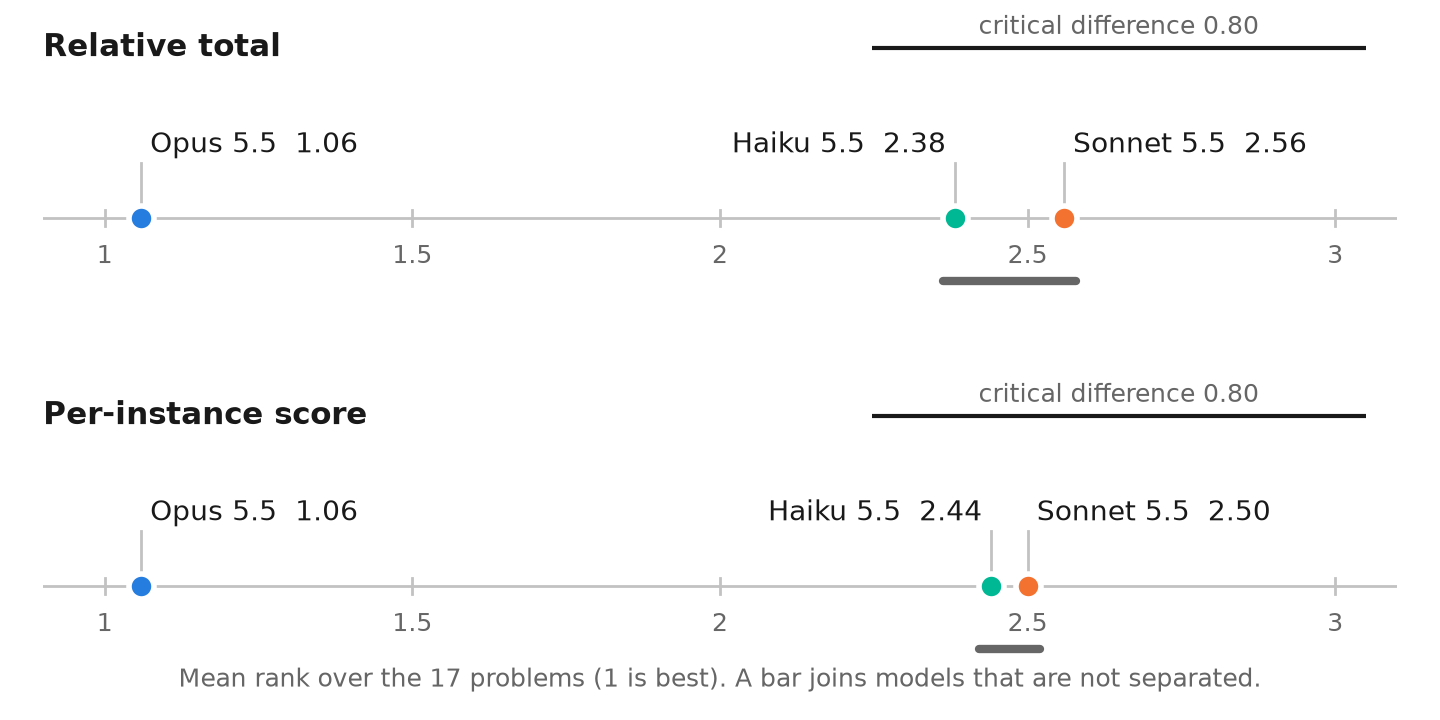 critical difference 0.80
Relative total
Opus 5.5 1.06
Haiku 5.5 2.38
Sonnet 5.5 2.56
1 1.5 2 2.5 3
critical difference 0.80
Per-instance score
Opus 5.5 1.06
Haiku 5.5 2.44
Sonnet 5.5 2.50
1 1.5 2 2.5 3
Mean rank over the 17 problems (1 is best). A bar joins models that are not separated.